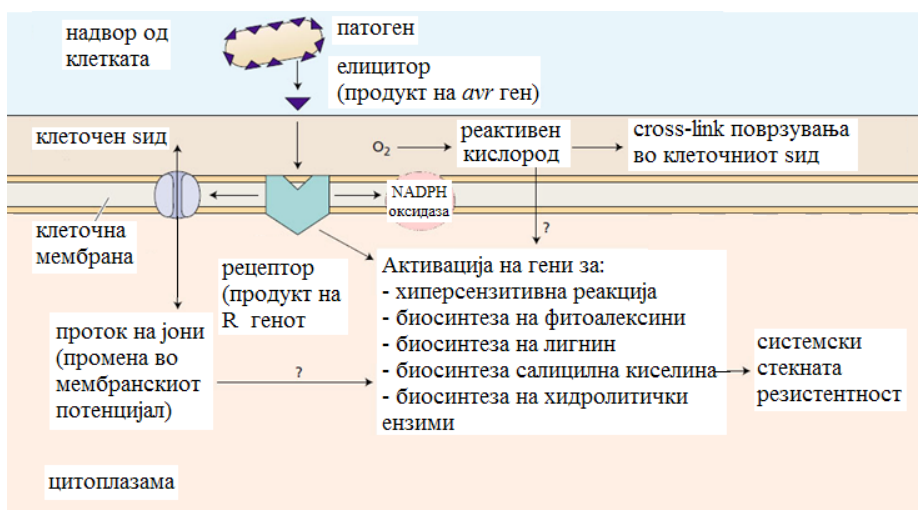 надвор од
клетката
патоген
елицитор
(продукт на avr ген)
клеточен ѕид
O₂
реактивен
кислород
cross-link поврзувања
во клеточниот ѕид
NADPH
оксидаза
клеточна
мембрана
рецептор
(продукт на
R генот
?
Активација на гени за:
- хиперсензитивна реакција
- биосинтеза на фитоалексини
- биосинтеза на лигнин
- биосинтеза салицилна киселина
- биосинтеза на хидролитички
ензими
проток на јони
(промена во
мембранскиот
потенцијал)
?
системски
стекната
резистентност
цитоплазама